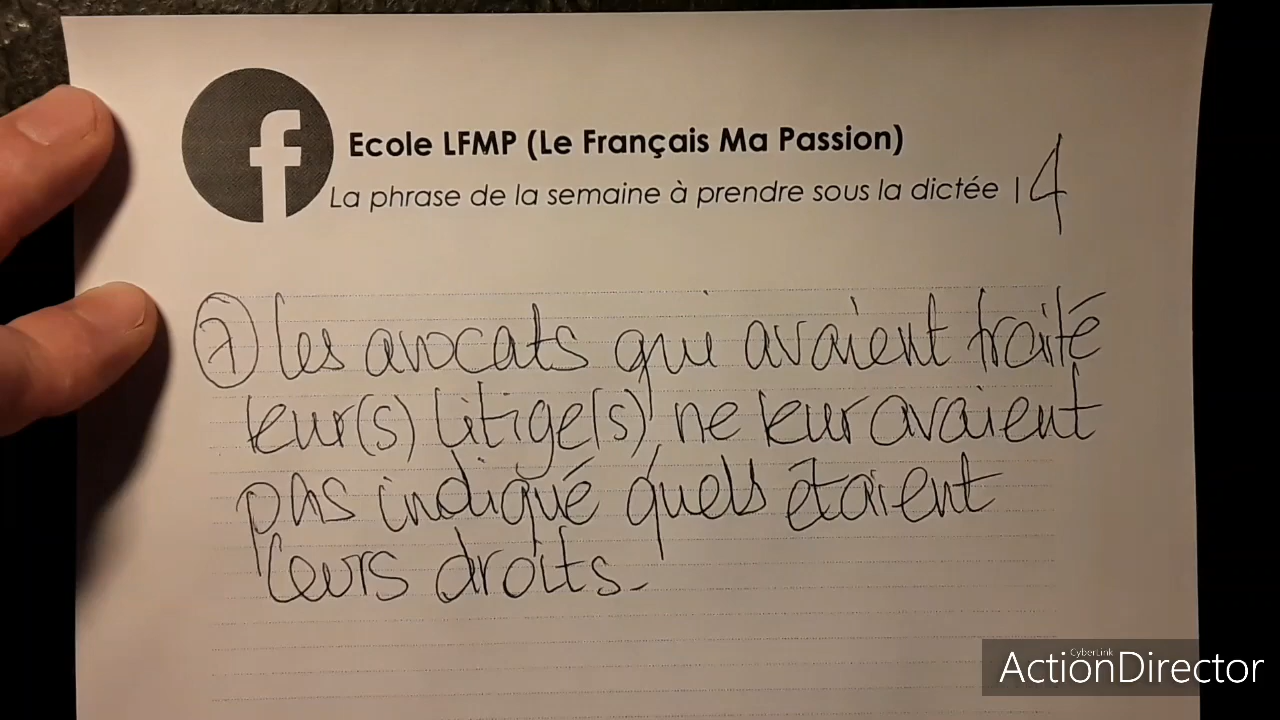 f
Ecole LFMP (Le Français Ma Passion)
La phrase de la semaine à prendre sous la dictée | 4
7 les avocats qui avaient traité
leur(s) litige(s) ne leur avaient
pas indiqué quels étaient
leurs droits.
CyberLink
ActionDirector